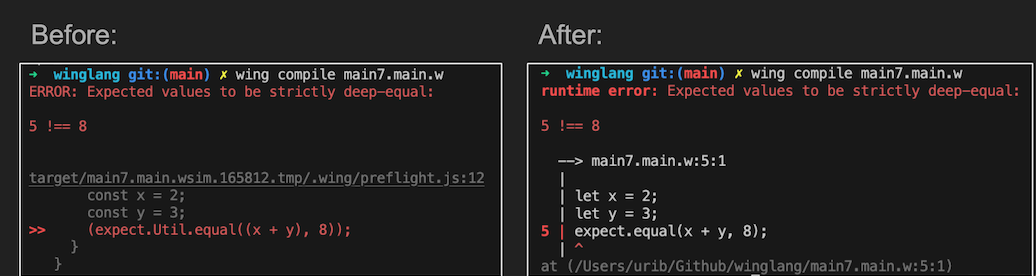 Before:
➜ winglang git:(main) ✗ wing compile main7.main.w
ERROR: Expected values to be strictly deep-equal:
5 !== 8
target/main7.main.wsim.165812.tmp/.wing/preflight.js:12
const x = 2;
const y = 3;
>> (expect.Util.equal((x + y), 8));
}
}
After:
➜ winglang git:(main) ✗ wing compile main7.main.w
runtime error: Expected values to be strictly deep-equal:
5 !== 8
--> main7.main.w:5:1
|
| let x = 2;
| let y = 3;
5 | expect.equal(x + y, 8);
| ^
at (/Users/urib/Github/winglang/main7.main.w:5:1)